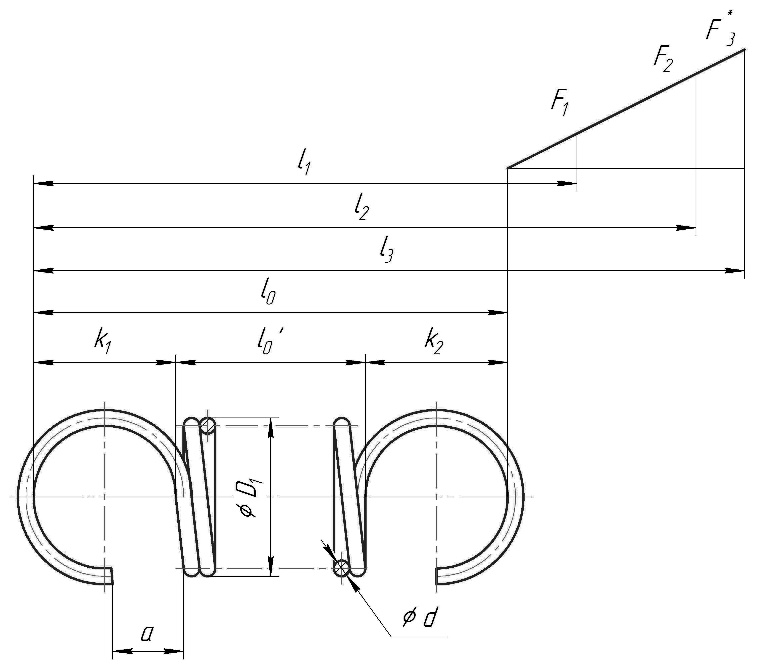 F₃*
F₂
F₁
l₁
l₂
l₃
l₀
k₁ l₀' k₂
ϕ D₁
ϕ d
a